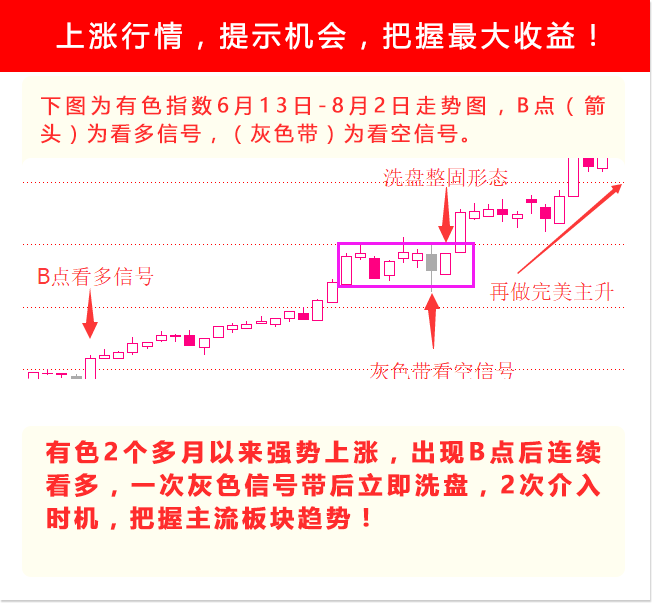 上涨行情，提示机会，把握最大收益！
下图为有色指数6月13日-8月2日走势图，B点（箭
头）为看多信号，（灰色带）为看空信号。
洗盘整固形态
B点看多信号
再做完美主升
灰色带看空信号
有色2个多月以来强势上涨，出现B点后连续
看多，一次灰色信号带后立即洗盘，2次介入
时机，把握主流板块趋势！